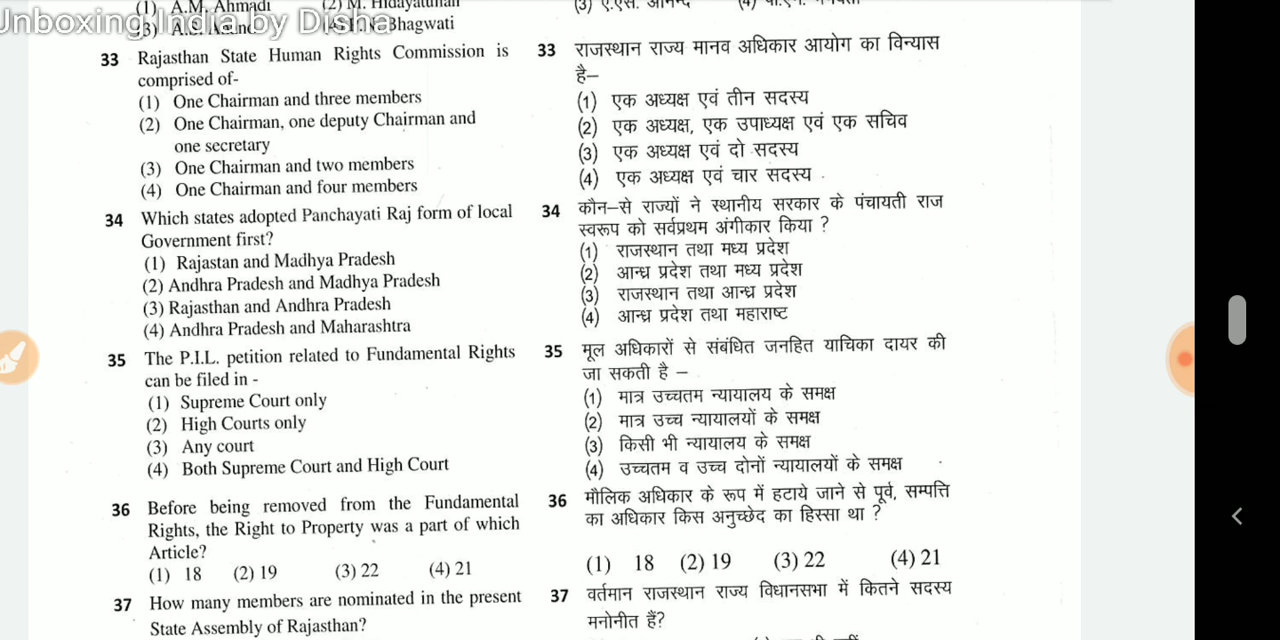 (1) A.M. Ahmadi (2) M. Hidayatullah
Unboxing India by Disha
(3) A.S. Anand (4) P.N. Bhagwati
33 Rajasthan State Human Rights Commission is
comprised of-
(1) One Chairman and three members
(2) One Chairman, one deputy Chairman and
one secretary
(3) One Chairman and two members
(4) One Chairman and four members
34 Which states adopted Panchayati Raj form of local
Government first?
(1) Rajastan and Madhya Pradesh
(2) Andhra Pradesh and Madhya Pradesh
(3) Rajasthan and Andhra Pradesh
(4) Andhra Pradesh and Maharashtra
35 The P.I.L. petition related to Fundamental Rights
can be filed in -
(1) Supreme Court only
(2) High Courts only
(3) Any court
(4) Both Supreme Court and High Court
36 Before being removed from the Fundamental
Rights, the Right to Property was a part of which
Article?
(1) 18 (2) 19 (3) 22 (4) 21
37 How many members are nominated in the present
State Assembly of Rajasthan?
(3) ए.एस. आनन्द (4)
33 राजस्थान राज्य मानव अधिकार आयोग का विन्यास
है–
(1) एक अध्यक्ष एवं तीन सदस्य
(2) एक अध्यक्ष, एक उपाध्यक्ष एवं एक सचिव
(3) एक अध्यक्ष एवं दो सदस्य
(4) एक अध्यक्ष एवं चार सदस्य
34 कौन–से राज्यों ने स्थानीय सरकार के पंचायती राज
स्वरूप को सर्वप्रथम अंगीकार किया ?
(1) राजस्थान तथा मध्य प्रदेश
(2) आन्ध्र प्रदेश तथा मध्य प्रदेश
(3) राजस्थान तथा आन्ध्र प्रदेश
(4) आन्ध्र प्रदेश तथा महाराष्ट
35 मूल अधिकारों से संबंधित जनहित याचिका दायर की
जा सकती है –
(1) मात्र उच्चतम न्यायालय के समक्ष
(2) मात्र उच्च न्यायालयों के समक्ष
(3) किसी भी न्यायालय के समक्ष
(4) उच्चतम व उच्च दोनों न्यायालयों के समक्ष
36 मौलिक अधिकार के रूप में हटाये जाने से पूर्व, सम्पत्ति
का अधिकार किस अनुच्छेद का हिस्सा था ?
(1) 18 (2) 19 (3) 22 (4) 21
37 वर्तमान राजस्थान राज्य विधानसभा में कितने सदस्य
मनोनीत हैं?